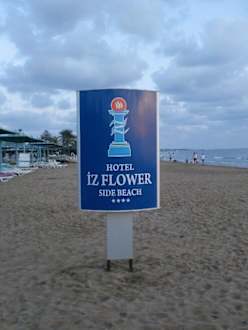 HOTEL
İZ FLOWER
SIDE BEACH
★★★★